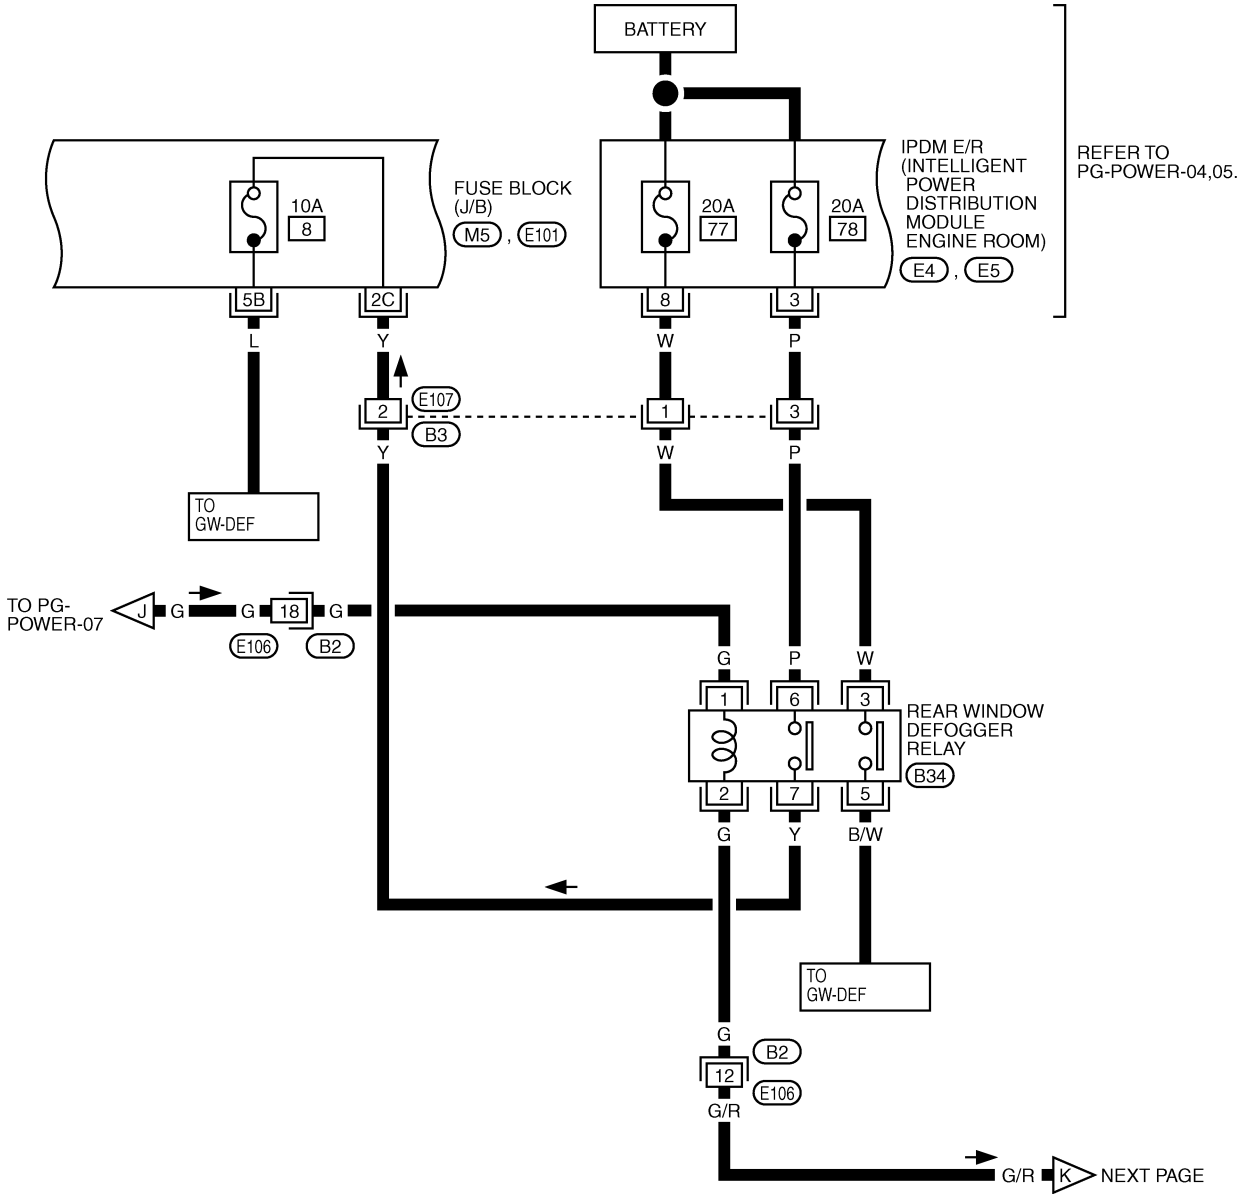 BATTERY
IPDM E/R
(INTELLIGENT
POWER
DISTRIBUTION
MODULE
ENGINE ROOM)
E4 , E5
REFER TO
PG-POWER-04,05.
FUSE BLOCK
(J/B)
M5 , E101
10A
8
20A
77
20A
78
5B
2C
8
3
L
Y
W
P
2
E107
B3
1
3
Y
W
P
TO
GW-DEF
TO PG-
POWER-07
J
G
G
18
G
E106
B2
G
P
W
1
6
3
REAR WINDOW
DEFOGGER
RELAY
B34
2
7
5
G
Y
B/W
TO
GW-DEF
G
B2
12
E106
G/R
G/R
K
NEXT PAGE